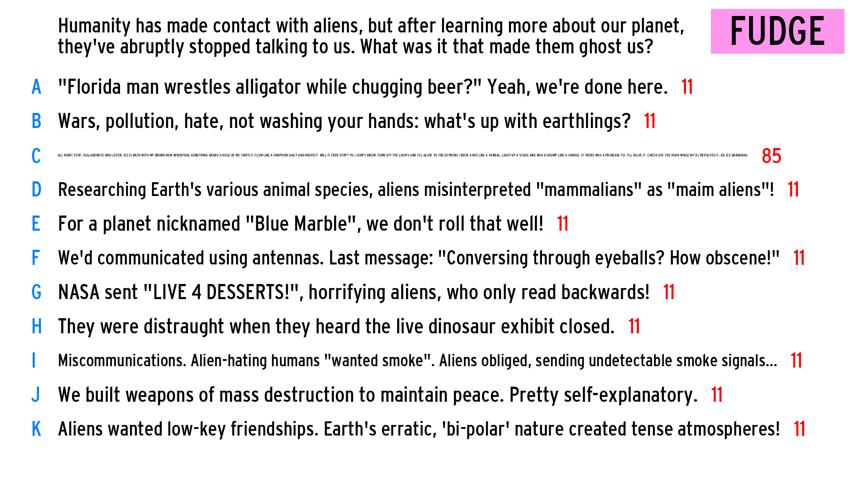 Humanity has made contact with aliens, but after learning more about our planet,
they've abruptly stopped talking to us. What was it that made them ghost us?
FUDGE
A "Florida man wrestles alligator while chugging beer?" Yeah, we're done here. 11
B Wars, pollution, hate, not washing your hands: what's up with earthlings? 11
C 85
D Researching Earth's various animal species, aliens misinterpreted "mammalians" as "maim aliens"! 11
E For a planet nicknamed "Blue Marble", we don't roll that well! 11
F We'd communicated using antennas. Last message: "Conversing through eyeballs? How obscene!" 11
G NASA sent "LIVE 4 DESSERTS!", horrifying aliens, who only read backwards! 11
H They were distraught when they heard the live dinosaur exhibit closed. 11
I Miscommunications. Alien-hating humans "wanted smoke". Aliens obliged, sending undetectable smoke signals... 11
J We built weapons of mass destruction to maintain peace. Pretty self-explanatory. 11
K Aliens wanted low-key friendships. Earth's erratic, 'bi-polar' nature created tense atmospheres! 11